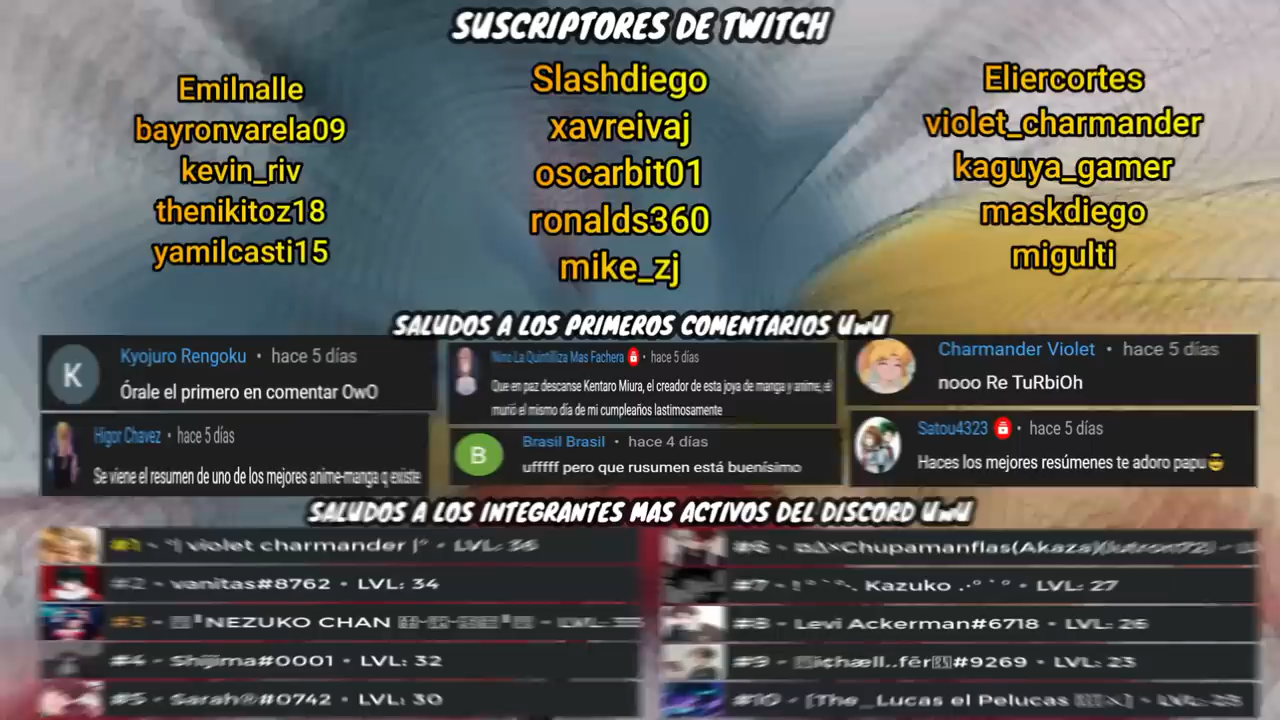 SUSCRIPTORES DE TWITCH
Emilnalle
bayronvarela09
kevin_riv
thenikitoz18
yamilcasti15
Slashdiego
xavreivaj
oscarbit01
ronalds360
mike_zj
Eliercortes
violet_charmander
kaguya_gamer
maskdiego
migulti
SALUDOS A LOS PRIMEROS COMENTARIOS UwU
K
Kyojuro Rengoku • hace 5 días
Órale el primero en comentar OwO
Higor Chavez • hace 5 días
Se viene el resumen de uno de los mejores anime-manga q existe
Nino La Quintilliza Mas Fachera • hace 5 días
Que en paz descanse Kentaro Miura, el creador de esta joya de manga y anime, el
murió el mismo día de mi cumpleaños lastimosamente
B
Brasil Brasil • hace 4 días
ufffff pero que rusumen está buenísimo
Charmander Violet • hace 5 días
nooo Re TuRbiOh
Satou4323 • hace 5 días
Haces los mejores resúmenes te adoro papu😎
SALUDOS A LOS INTEGRANTES MAS ACTIVOS DEL DISCORD UwU
#1 - °| violet charmander |° • LVL: 36
#2 - vanitas#8762 • LVL: 34
#3 - NEZUKO CHAN - LVL:
#4 - Shijima#0001 • LVL: 32
#5 - Sarah®#0742 • LVL: 30
#6 - Chupamanflas(Akaza)
#7 - Kazuko • LVL: 27
#8 - Levi Ackerman#6718 • LVL: 26
#9 - #9269 • LVL: 23
#10 - [The_Lucas el Pelucas • LVL: